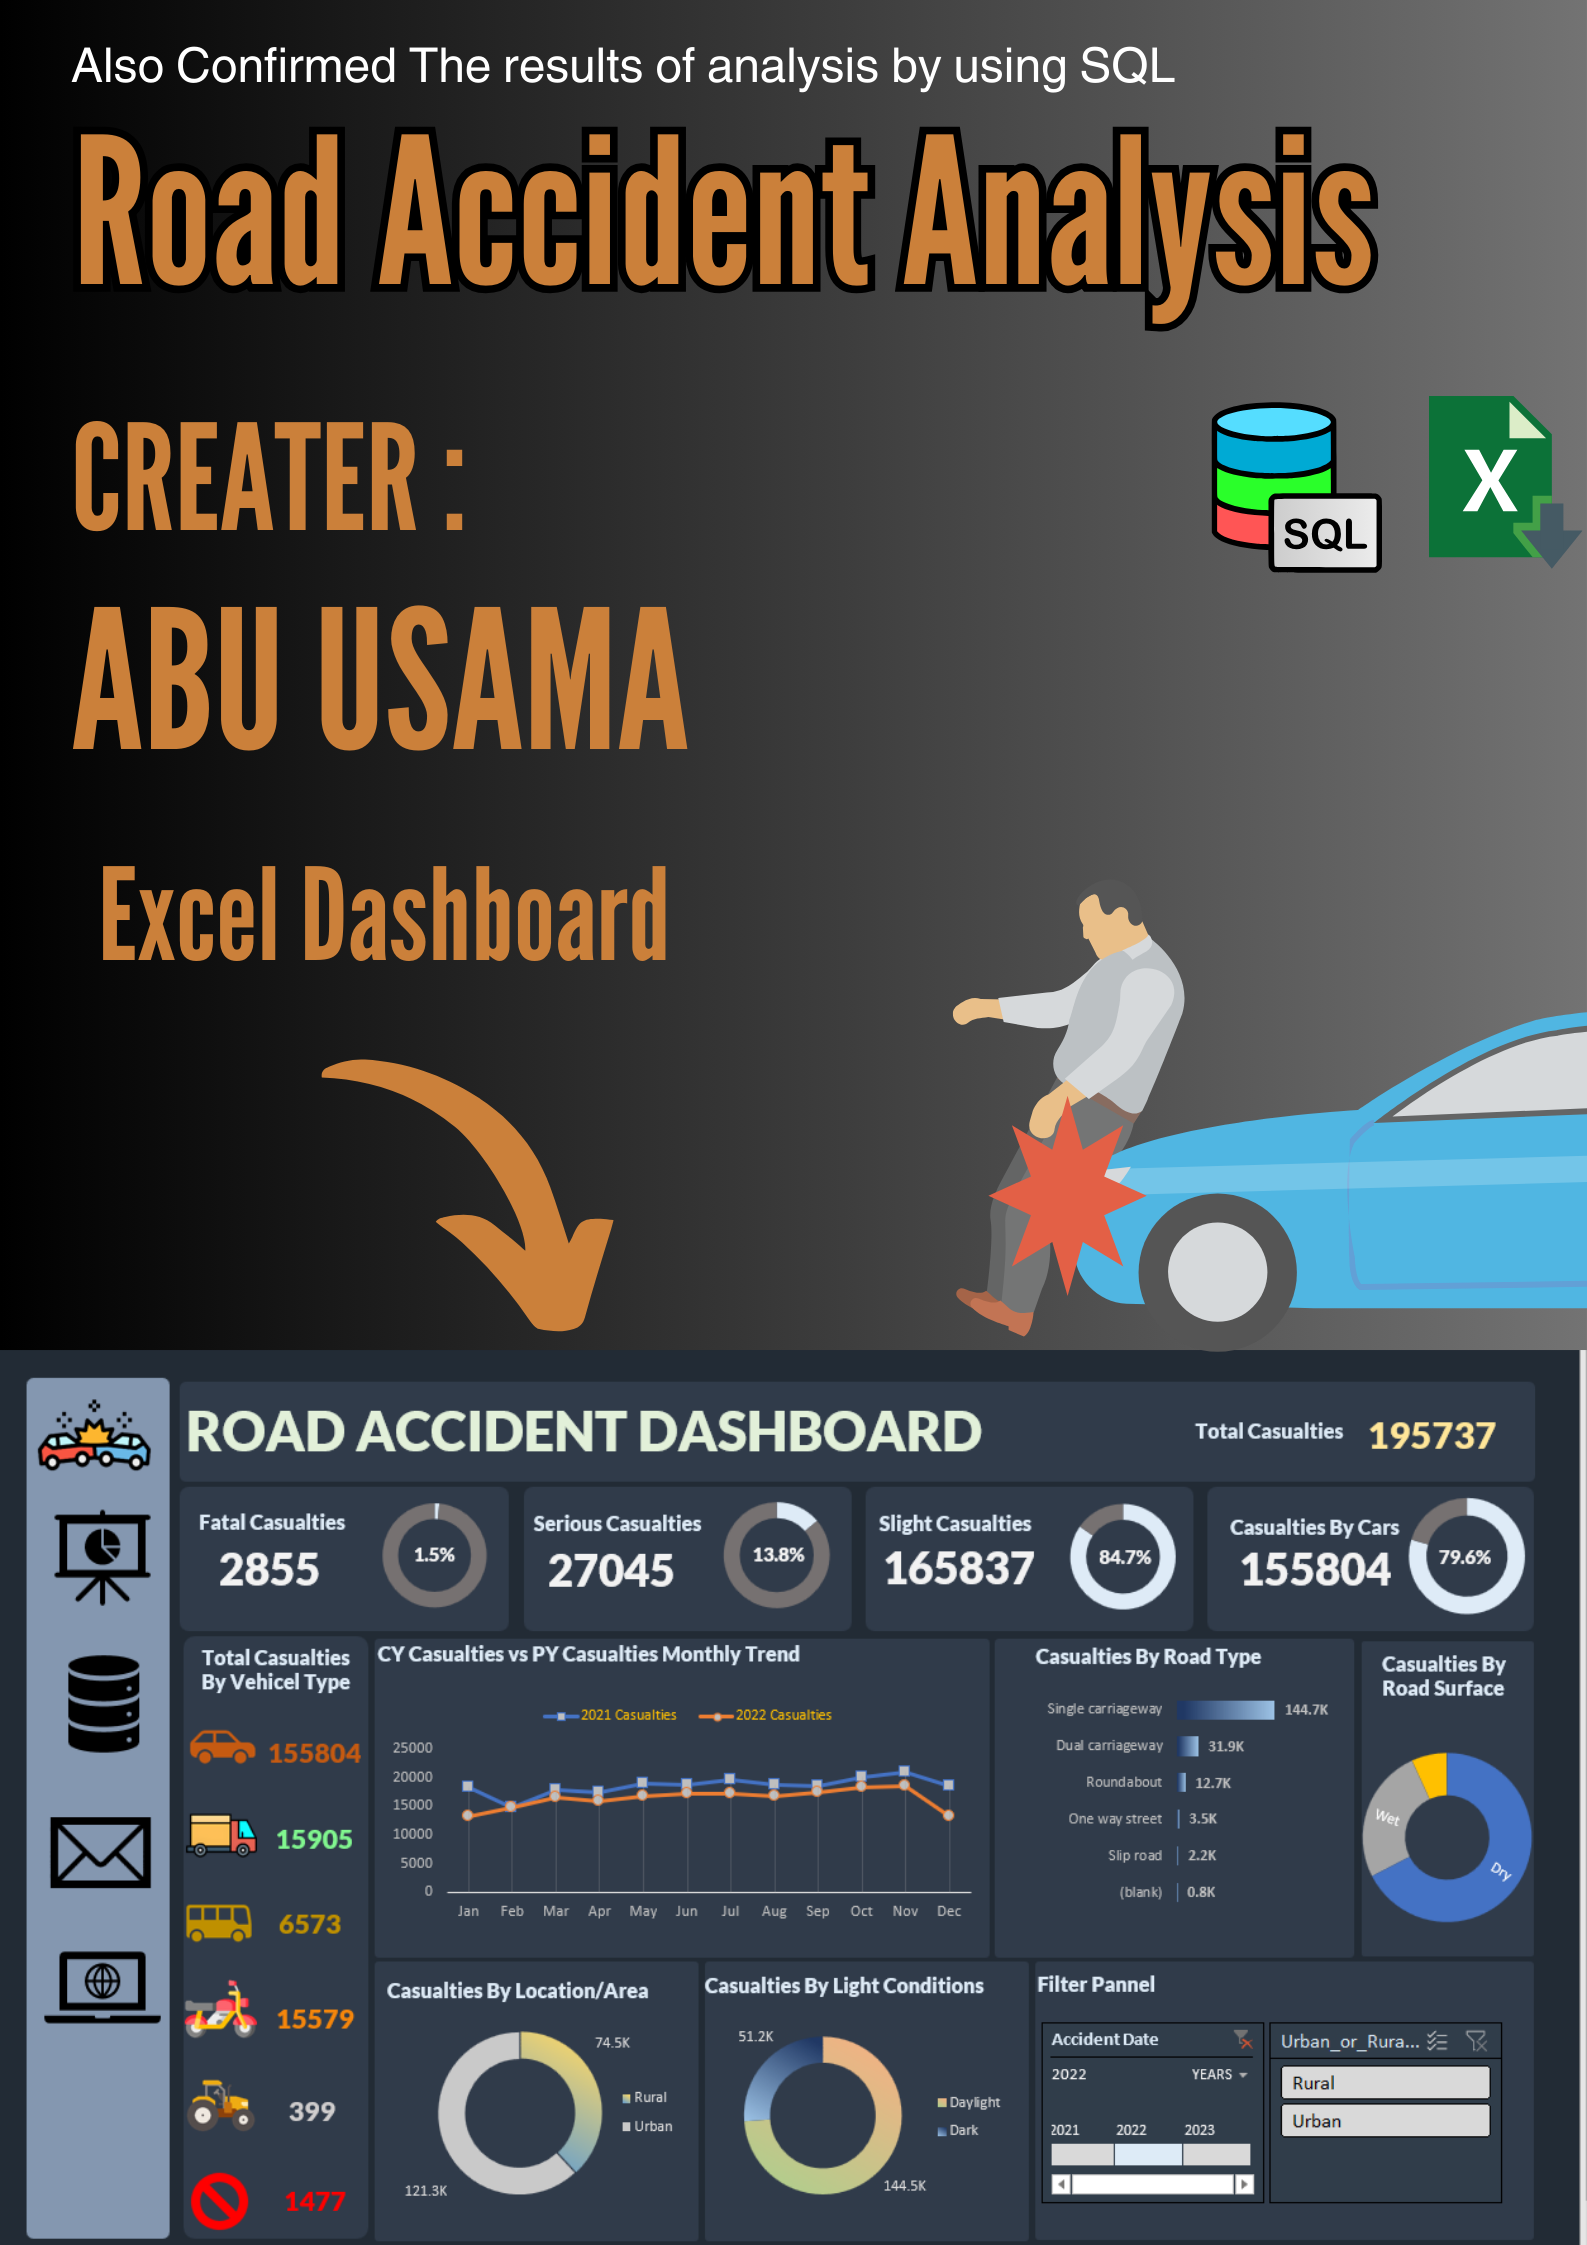 Also Confirmed The results of analysis by using SQL
Road Accident Analysis
CREATER :
SQL
X
ABU USAMA
Excel Dashboard
ROAD ACCIDENT DASHBOARD
Total Casualties 195737
Fatal Casualties
2855
1.5%
Serious Casualties
27045
13.8%
Slight Casualties
165837
84.7%
Casualties By Cars
155804
79.6%
Total Casualties
By Vehicel Type
155804
15905
6573
15579
399
1477
CY Casualties vs PY Casualties Monthly Trend
2021 Casualties 2022 Casualties
25000
20000
15000
10000
5000
0
Jan Feb Mar Apr May Jun Jul Aug Sep Oct Nov Dec
Casualties By Road Type
Single carriageway 144.7K
Dual carriageway 31.9K
Roundabout 12.7K
One way street 3.5K
Slip road 2.2K
(blank) 0.8K
Casualties By
Road Surface
Wet
Dry
Casualties By Location/Area
74.5K
Rural
Urban
121.3K
Casualties By Light Conditions
51.2K
Daylight
Dark
144.5K
Filter Pannel
Accident Date
2022 YEARS
2021 2022 2023
Urban_or_Rura...
Rural
Urban